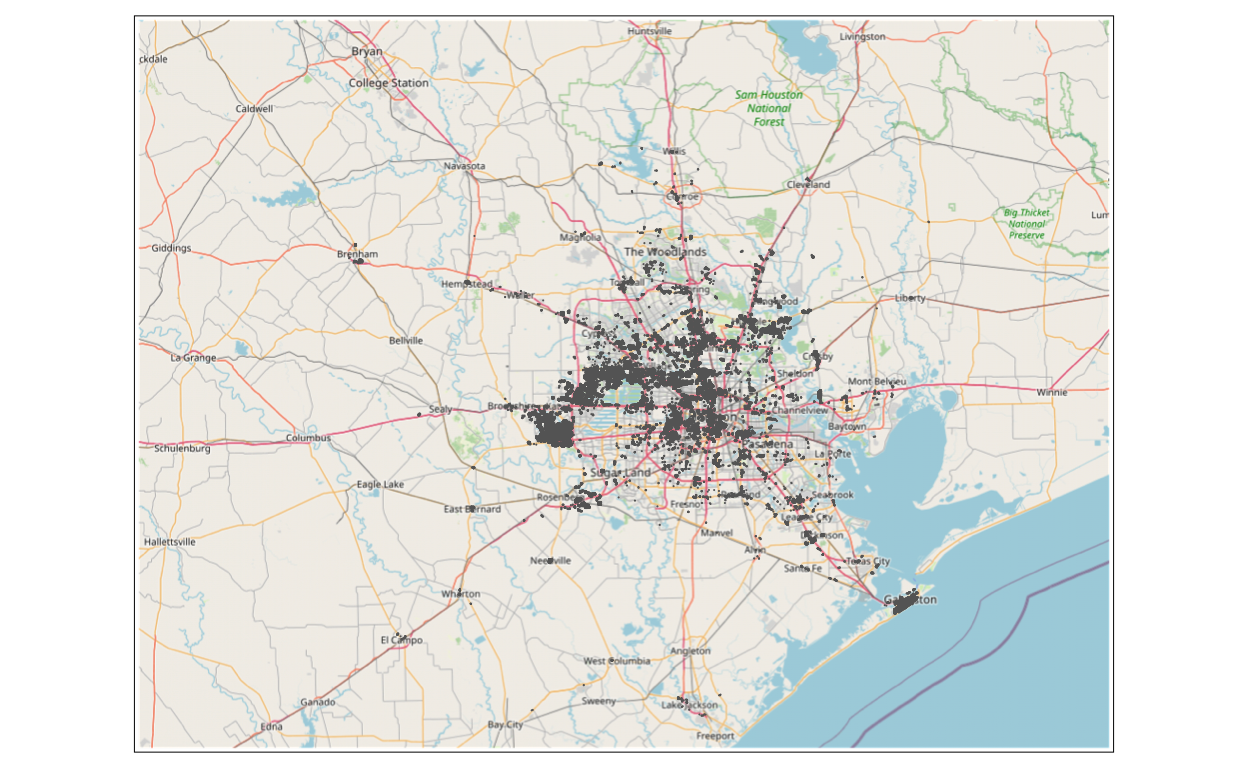 Huntsville
Livingston
Bryan
ckdale
College Station
Sam Houston
National
Forest
Caldwell
Willis
Navasota
Cleveland
Conroe
Big Thicket
National
Preserve
Lum
Magnolia
Giddings
The Woodlands
Brenham
Hempstead
Waller
Liberty
Bellville
La Grange
Crosby
Sheldon
Mont Belvieu
Winnie
Sealy
Channelview
Baytown
Columbus
Schulenburg
Pasadena
La Porte
Sugar Land
Eagle Lake
Rosenberg
Seabrook
East Bernard
Fresno
League City
Manvel
Dickinson
Hallettsville
Alvin
Needville
Santa Fe
Texas City
Wharton
Galveston
El Campo
Angleton
West Columbia
Ganado
Sweeny
Lake Jackson
Edna
Bay City
Freeport